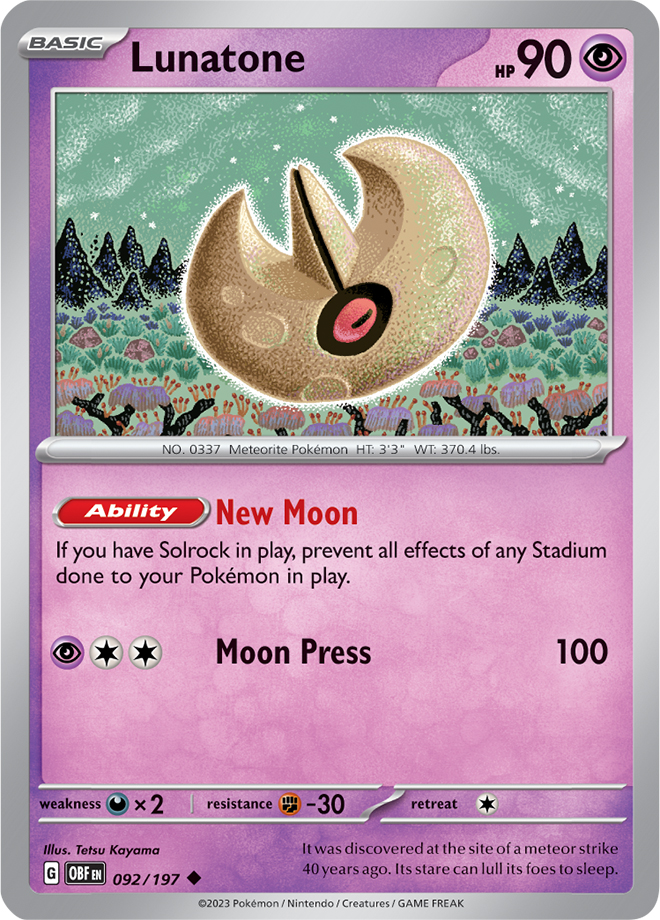 BASIC Lunatone HP 90
NO. 0337 Meteorite Pokémon HT: 3'3" WT: 370.4 lbs.
Ability New Moon
If you have Solrock in play, prevent all effects of any Stadium
done to your Pokémon in play.
Moon Press 100
weakness ×2 resistance -30 retreat
Illus. Tetsu Kayama
It was discovered at the site of a meteor strike
40 years ago. Its stare can lull its foes to sleep.
G OBF EN 092/197
©2023 Pokémon / Nintendo / Creatures / GAME FREAK